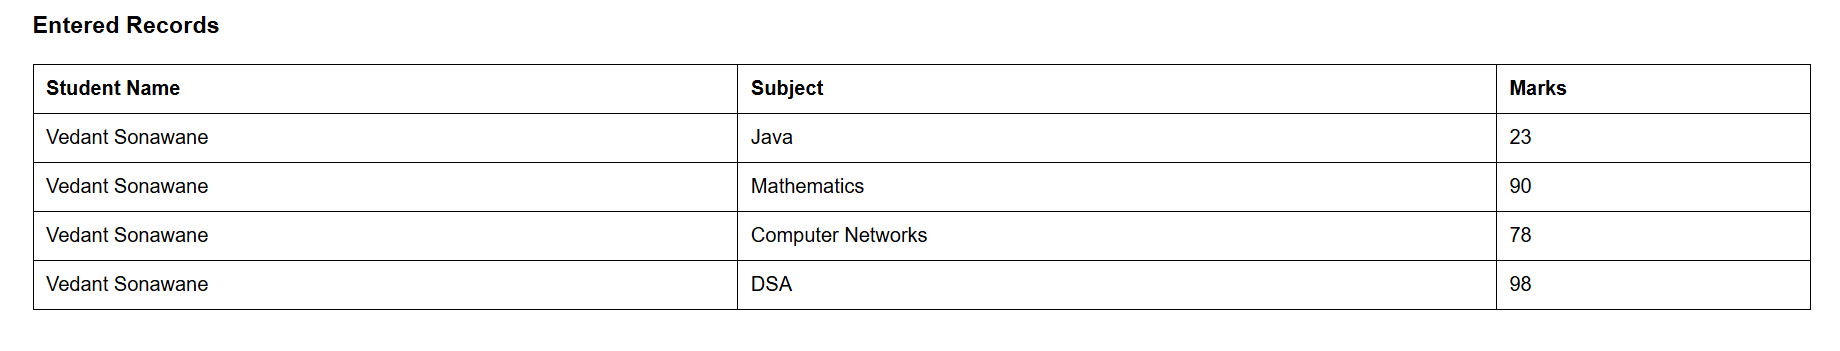 Entered Records
Student Name Subject Marks
Vedant Sonawane Java 23
Vedant Sonawane Mathematics 90
Vedant Sonawane Computer Networks 78
Vedant Sonawane DSA 98